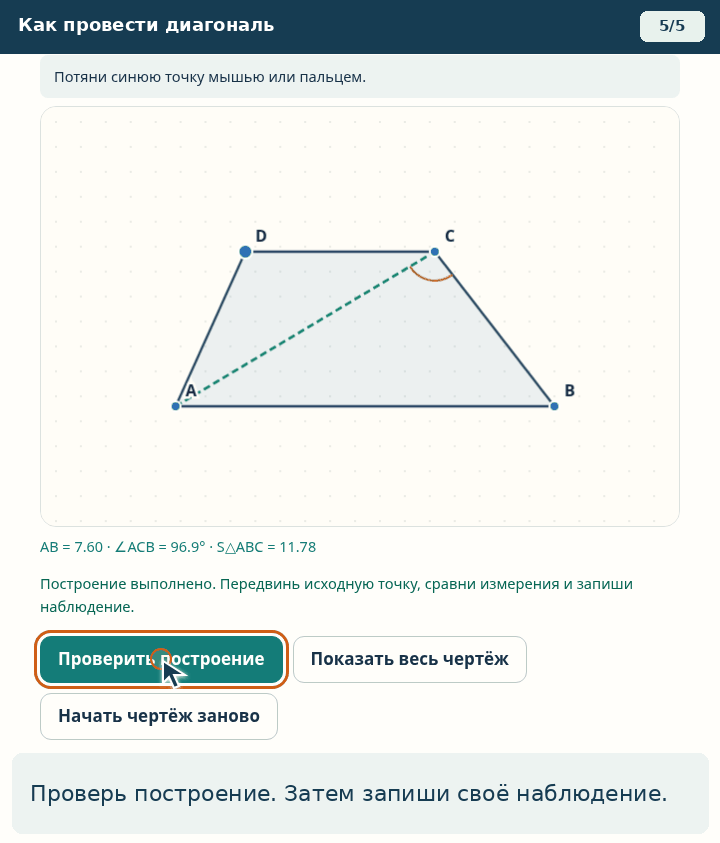 Как провести диагональ
5/5
Потяни синюю точку мышью или пальцем.
D
C
A
B
AB = 7.60 · ∠ACB = 96.9° · S△ABC = 11.78
Построение выполнено. Передвинь исходную точку, сравни измерения и запиши
наблюдение.
Проверить построение
Показать весь чертёж
Начать чертёж заново
Проверь построение. Затем запиши своё наблюдение.